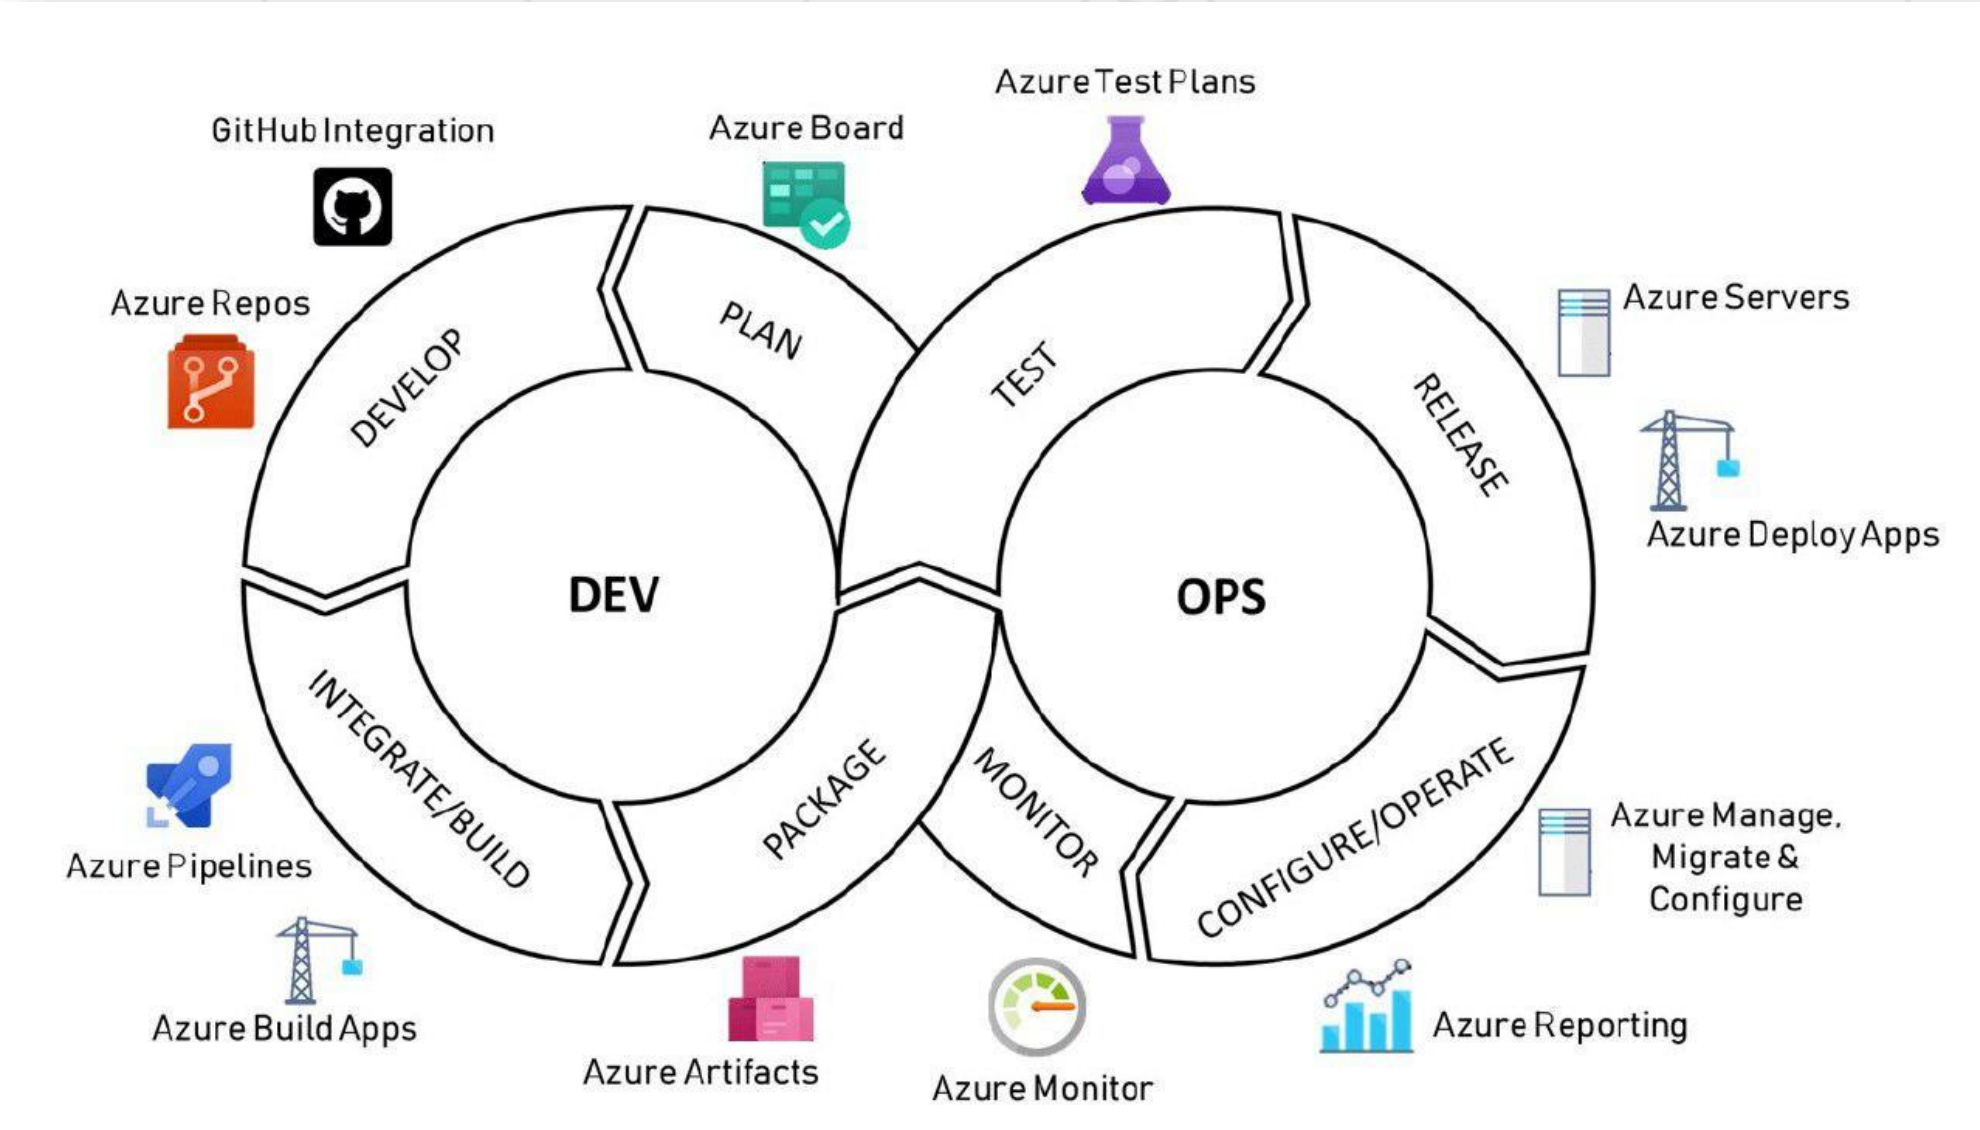 Azure Test Plans
GitHub Integration
Azure Board
Azure Repos
Azure Servers
PLAN
TEST
DEVELOP
RELEASE
Azure Deploy Apps
DEV
OPS
INTEGRATE/BUILD
PACKAGE
MONITOR
CONFIGURE/OPERATE
Azure Manage,
Migrate &
Configure
Azure Pipelines
Azure Build Apps
Azure Artifacts
Azure Monitor
Azure Reporting